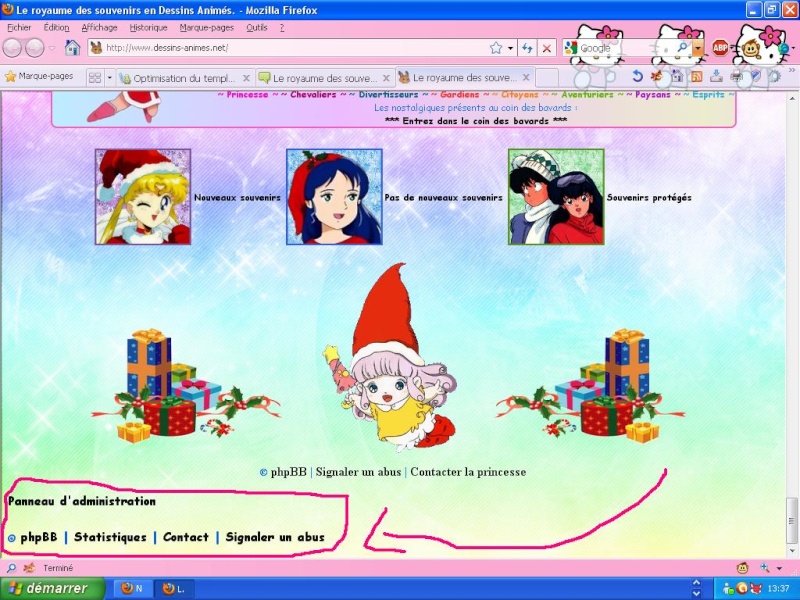 Le royaume des souvenirs en Dessins Animés. - Mozilla Firefox
Fichier Édition Affichage Historique Marque-pages Outils ?
http://www.dessins-animes.net/
Google
ABP
Marque-pages
Optimisation du templ...
Le royaume des souve...
Le royaume des souve...
~ Princesse ~ ~ Chevaliers ~ ~ Divertisseurs ~ ~ Gardiens ~ ~ Citoyens ~ ~ Aventuriers ~ ~ Paysans ~ ~ Esprits ~
Les nostalgiques présents au coin des bavards :
*** Entrez dans le coin des bavards ***
Nouveaux souvenirs
Pas de nouveaux souvenirs
Souvenirs protégés
© phpBB | Signaler un abus | Contacter la princesse
Panneau d'administration
© phpBB | Statistiques | Contact | Signaler un abus
Terminé
démarrer
N
L.
13:37